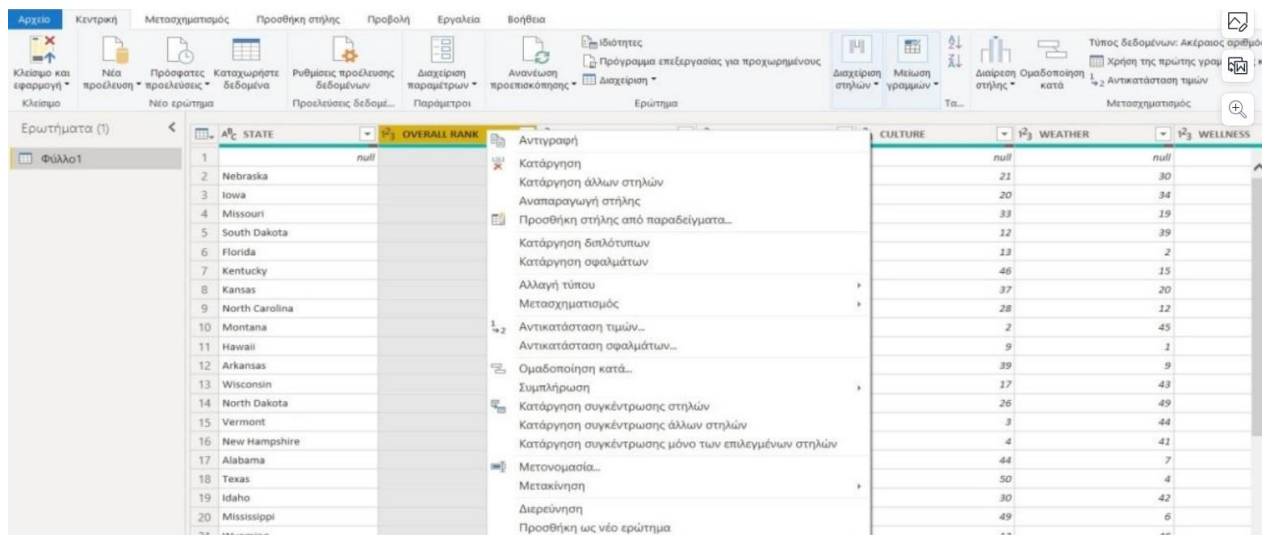 Αρχείο Κεντρική Μετασχηματισμός Προσθήκη στήλης Προβολή Εργαλεία Βοήθεια
Κλείσιμο και εφαρμογή
Νέα προέλευση
Πρόσφατες προελεύσεις
Καταχωρήστε δεδομένα
Ρυθμίσεις προέλευσης δεδομένων
Διαχείριση παραμέτρων
Ανανέωση προεπισκόπησης
Ιδιότητες
Πρόγραμμα επεξεργασίας για προχωρημένους
Διαχείριση
Διαχείριση στηλών
Μείωση γραμμών
Διαίρεση στήλης
Ομαδοποίηση κατά
Τύπος δεδομένων: Ακέραιος αριθμό
Χρήση της πρώτης γραμ
Αντικατάσταση τιμών
Κλείσιμο Νέο ερώτημα Προελεύσεις δεδομέ... Παράμετροι Ερώτημα Τα... Μετασχηματισμός
Ερωτήματα (1)
Φύλλο1
STATE OVERALL RANK CULTURE WEATHER WELLNESS
1 null null null
2 Nebraska 21 30
3 Iowa 20 34
4 Missouri 33 19
5 South Dakota 12 39
6 Florida 13 2
7 Kentucky 46 15
8 Kansas 37 20
9 North Carolina 28 12
10 Montana 2 45
11 Hawaii 9 1
12 Arkansas 39 9
13 Wisconsin 17 43
14 North Dakota 26 49
15 Vermont 3 44
16 New Hampshire 4 41
17 Alabama 44 7
18 Texas 50 4
19 Idaho 30 42
20 Mississippi 49 6
Αντιγραφή
Κατάργηση
Κατάργηση άλλων στηλών
Αναπαραγωγή στήλης
Προσθήκη στήλης από παραδείγματα...
Κατάργηση διπλότυπων
Κατάργηση σφαλμάτων
Αλλαγή τύπου
Μετασχηματισμός
Αντικατάσταση τιμών...
Αντικατάσταση σφαλμάτων...
Ομαδοποίηση κατά...
Συμπλήρωση
Κατάργηση συγκέντρωσης στηλών
Κατάργηση συγκέντρωσης άλλων στηλών
Κατάργηση συγκέντρωσης μόνο των επιλεγμένων στηλών
Μετονομασία...
Μετακίνηση
Διερεύνηση
Προσθήκη ως νέο ερώτημα